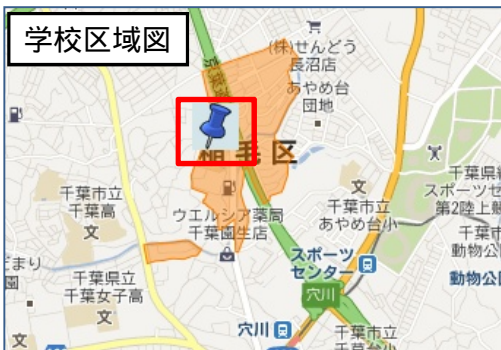 学校区域図
(株)せんどう
長沼店
あやめ台
団地
稲毛区
千葉市立
千葉高
文
ウエルシア薬局
千葉園生店
文
千葉市立
あやめ台小
千葉県
スポーツセ
第2陸上競
千葉市
動物公
動物公
スポーツ
センター
穴川
千葉県立
千葉女子高
文
穴川
千葉市立
文